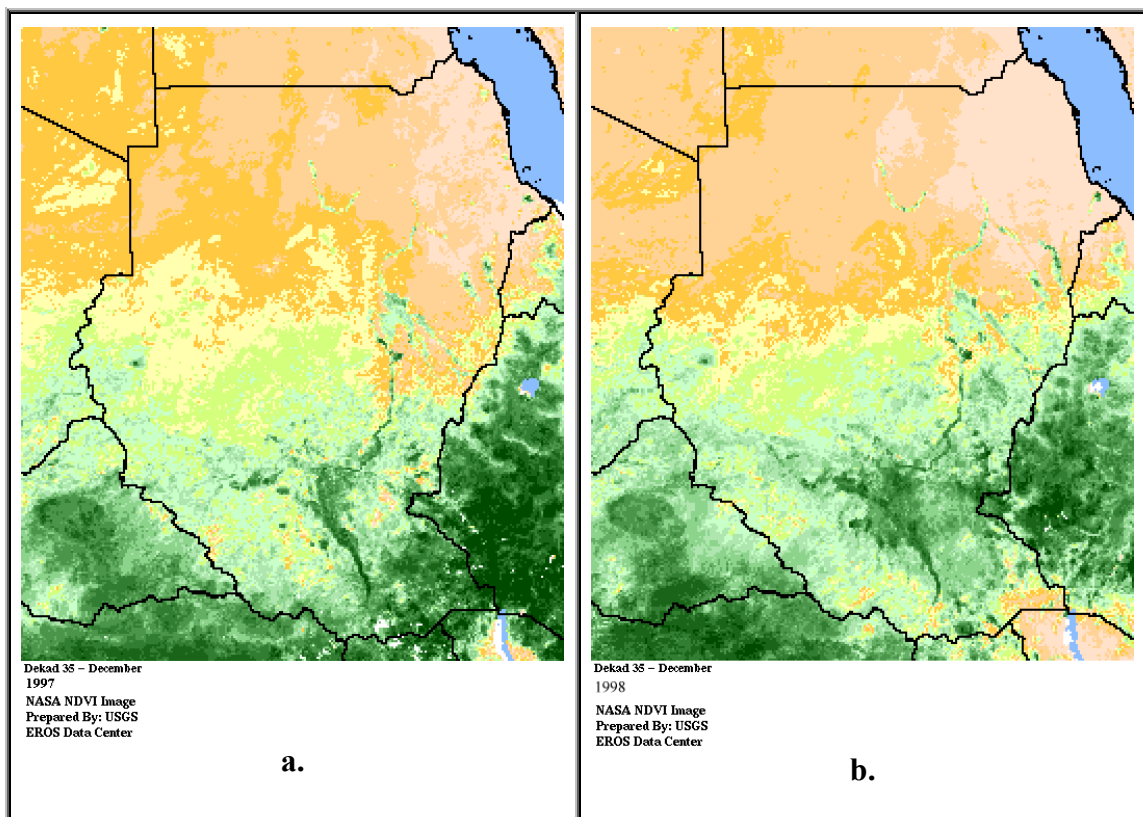 Dekad 35 – December
1997
NASA NDVI Image
Prepared By: USGS
EROS Data Center
a.
Dekad 35 – December
1998
NASA NDVI Image
Prepared By: USGS
EROS Data Center
b.